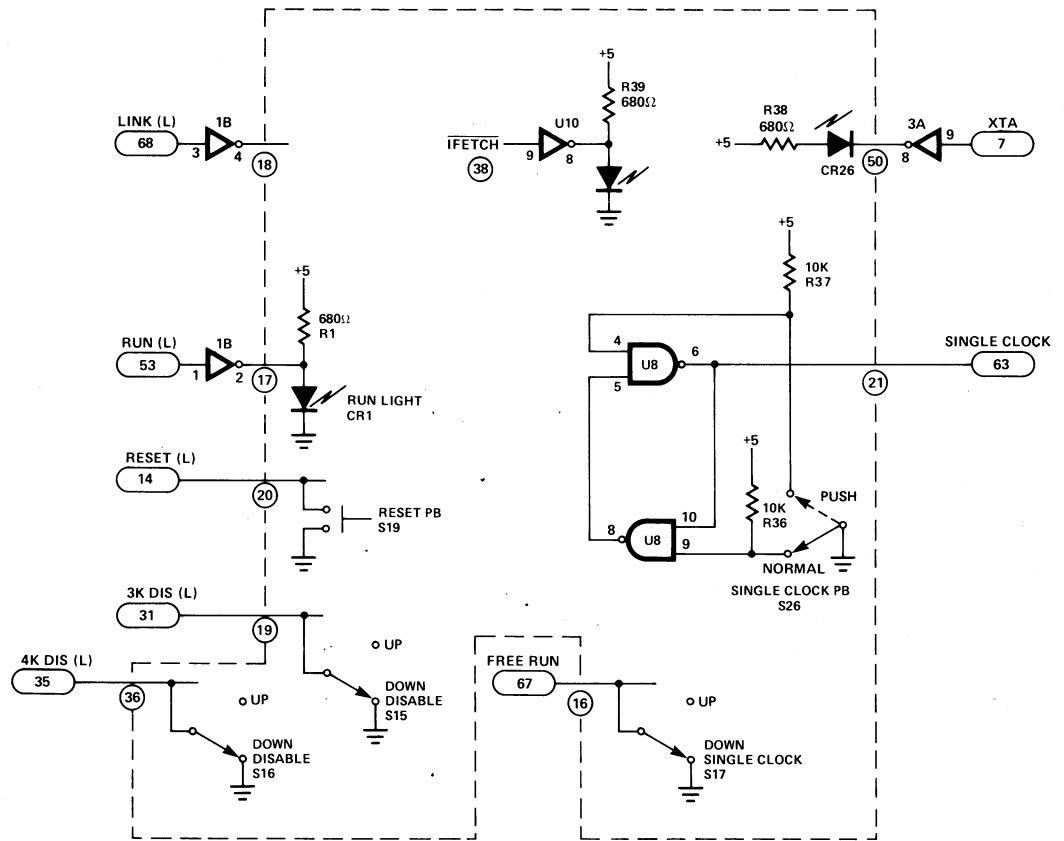 LINK (L)
68
1B
3
4
18
IFETCH
38
9
U10
8
+5
R39
680Ω
+5
R38
680Ω
CR26
50
3A
8
9
XTA
7
RUN (L)
53
1B
1
2
17
+5
680Ω
R1
RUN LIGHT
CR1
+5
10K
R37
4
5
U8
6
21
SINGLE CLOCK
63
RESET (L)
14
20
RESET PB
S19
+5
10K
R36
8
U8
10
9
PUSH
NORMAL
SINGLE CLOCK PB
S26
3K DIS (L)
31
19
UP
DOWN
DISABLE
S15
4K DIS (L)
35
36
UP
DOWN
DISABLE
S16
FREE RUN
67
16
UP
DOWN
SINGLE CLOCK
S17